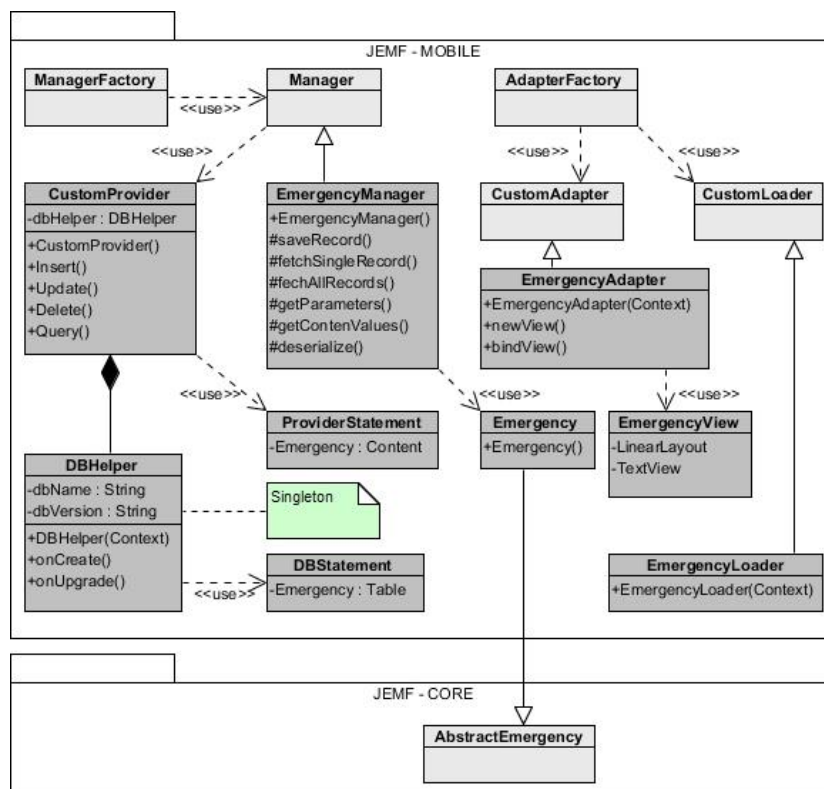 JEMF - MOBILE
ManagerFactory
<<use>>
Manager
AdapterFactory
<<use>>
<<use>>
<<use>>
CustomProvider
-dbHelper : DBHelper
+CustomProvider()
+Insert()
+Update()
+Delete()
+Query()
EmergencyManager
+EmergencyManager()
#saveRecord()
#fetchSingleRecord()
#fechAllRecords()
#getParameters()
#getContenValues()
#deserialize()
CustomAdapter
CustomLoader
EmergencyAdapter
+EmergencyAdapter(Context)
+newView()
+bindView()
<<use>>
<<use>>
<<use>>
ProviderStatement
-Emergency : Content
Emergency
+Emergency()
EmergencyView
-LinearLayout
-TextView
DBHelper
-dbName : String
-dbVersion : String
+DBHelper(Context)
+onCreate()
+onUpgrade()
Singleton
<<use>>
DBStatement
-Emergency : Table
EmergencyLoader
+EmergencyLoader(Context)
JEMF - CORE
AbstractEmergency